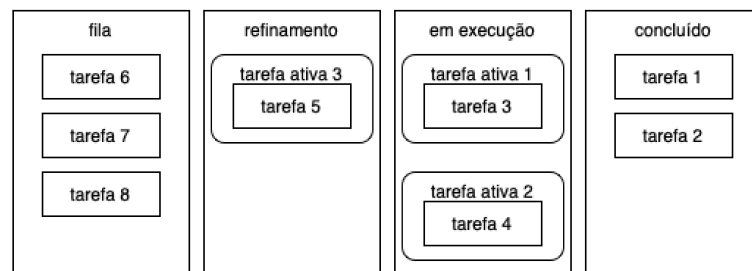 fila
tarefa 6
tarefa 7
tarefa 8
refinamento
tarefa ativa 3
tarefa 5
em execução
tarefa ativa 1
tarefa 3
tarefa ativa 2
tarefa 4
concluído
tarefa 1
tarefa 2